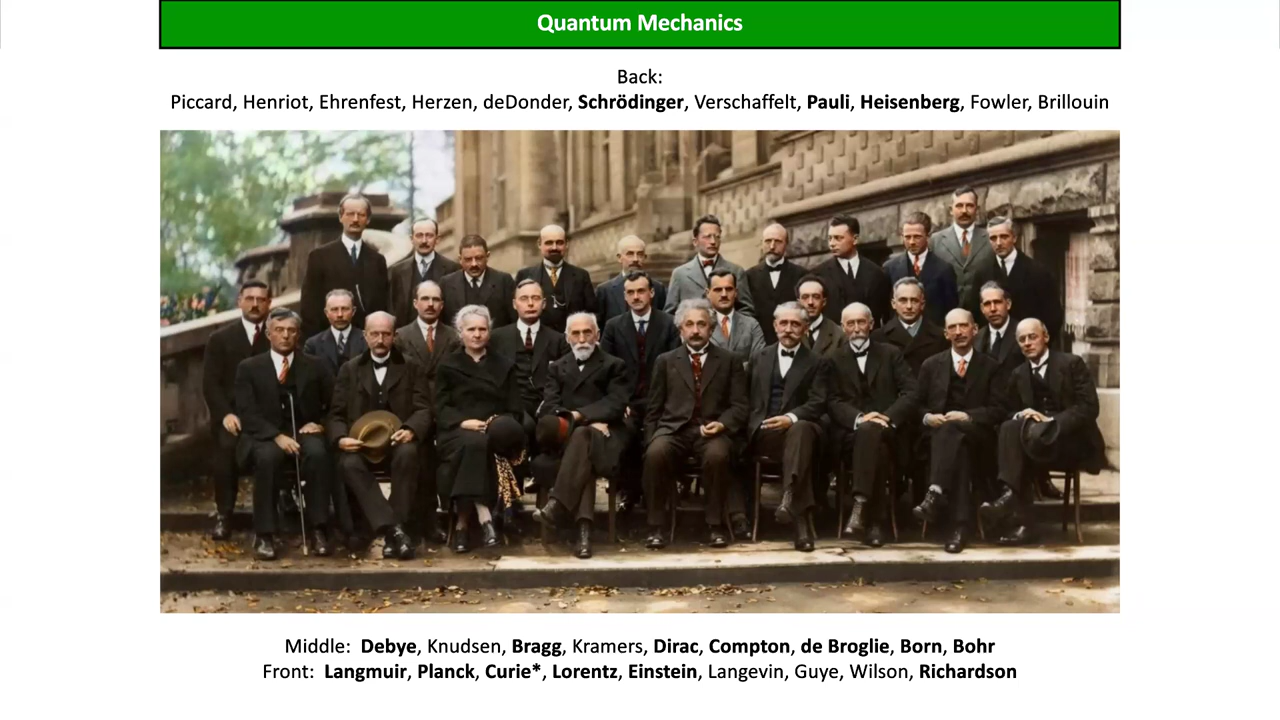 Quantum Mechanics
Back:
Piccard, Henriot, Ehrenfest, Herzen, deDonder, Schrödinger, Verschaffelt, Pauli, Heisenberg, Fowler, Brillouin
Middle: Debye, Knudsen, Bragg, Kramers, Dirac, Compton, de Broglie, Born, Bohr
Front: Langmuir, Planck, Curie*, Lorentz, Einstein, Langevin, Guye, Wilson, Richardson